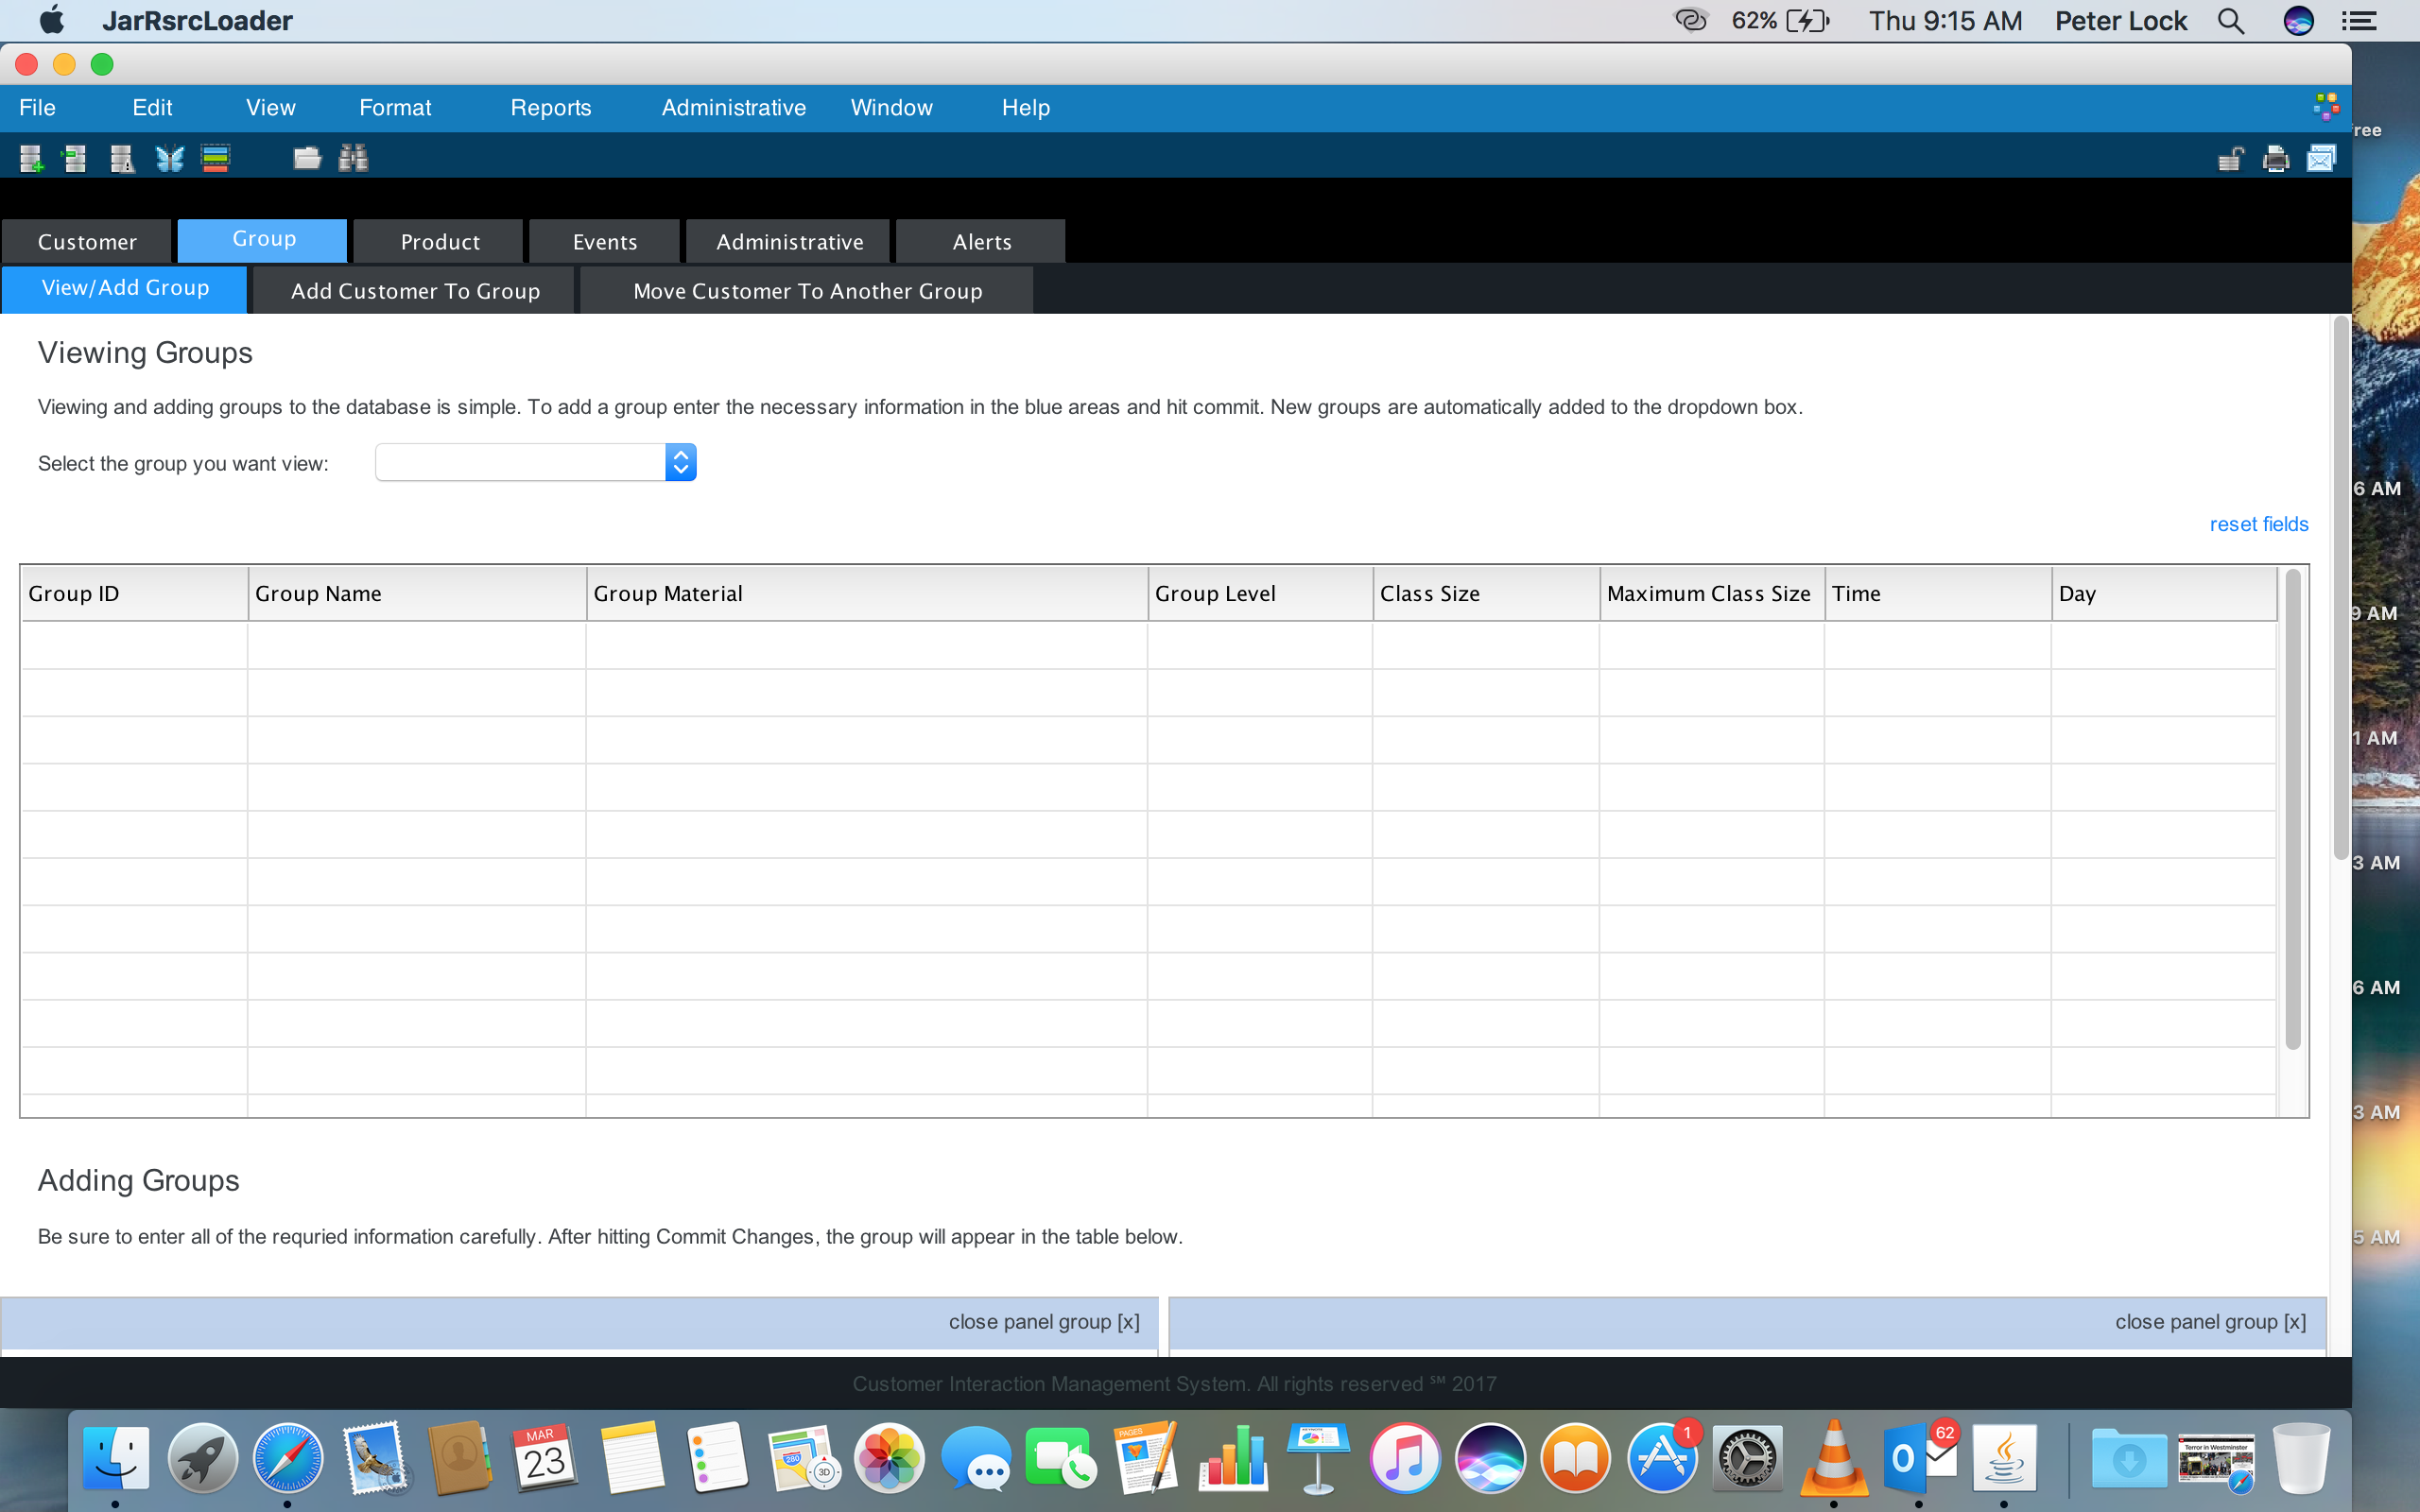 JarRsrcLoader 62% Thu 9:15 AM Peter Lock
File Edit View Format Reports Administrative Window Help
ree
Customer Group Product Events Administrative Alerts
View/Add Group Add Customer To Group Move Customer To Another Group
Viewing Groups
Viewing and adding groups to the database is simple. To add a group enter the necessary information in the blue areas and hit commit. New groups are automatically added to the dropdown box.
Select the group you want view:
6 AM
reset fields
Group ID Group Name Group Material Group Level Class Size Maximum Class Size Time Day
9 AM
1 AM
3 AM
6 AM
3 AM
Adding Groups
Be sure to enter all of the requried information carefully. After hitting Commit Changes, the group will appear in the table below.
5 AM
close panel group [x] close panel group [x]
Customer Interaction Management System. All rights reserved ℠ 2017
MAR
23
280
3D
PAGES
1
62
O
Terror in Westminster